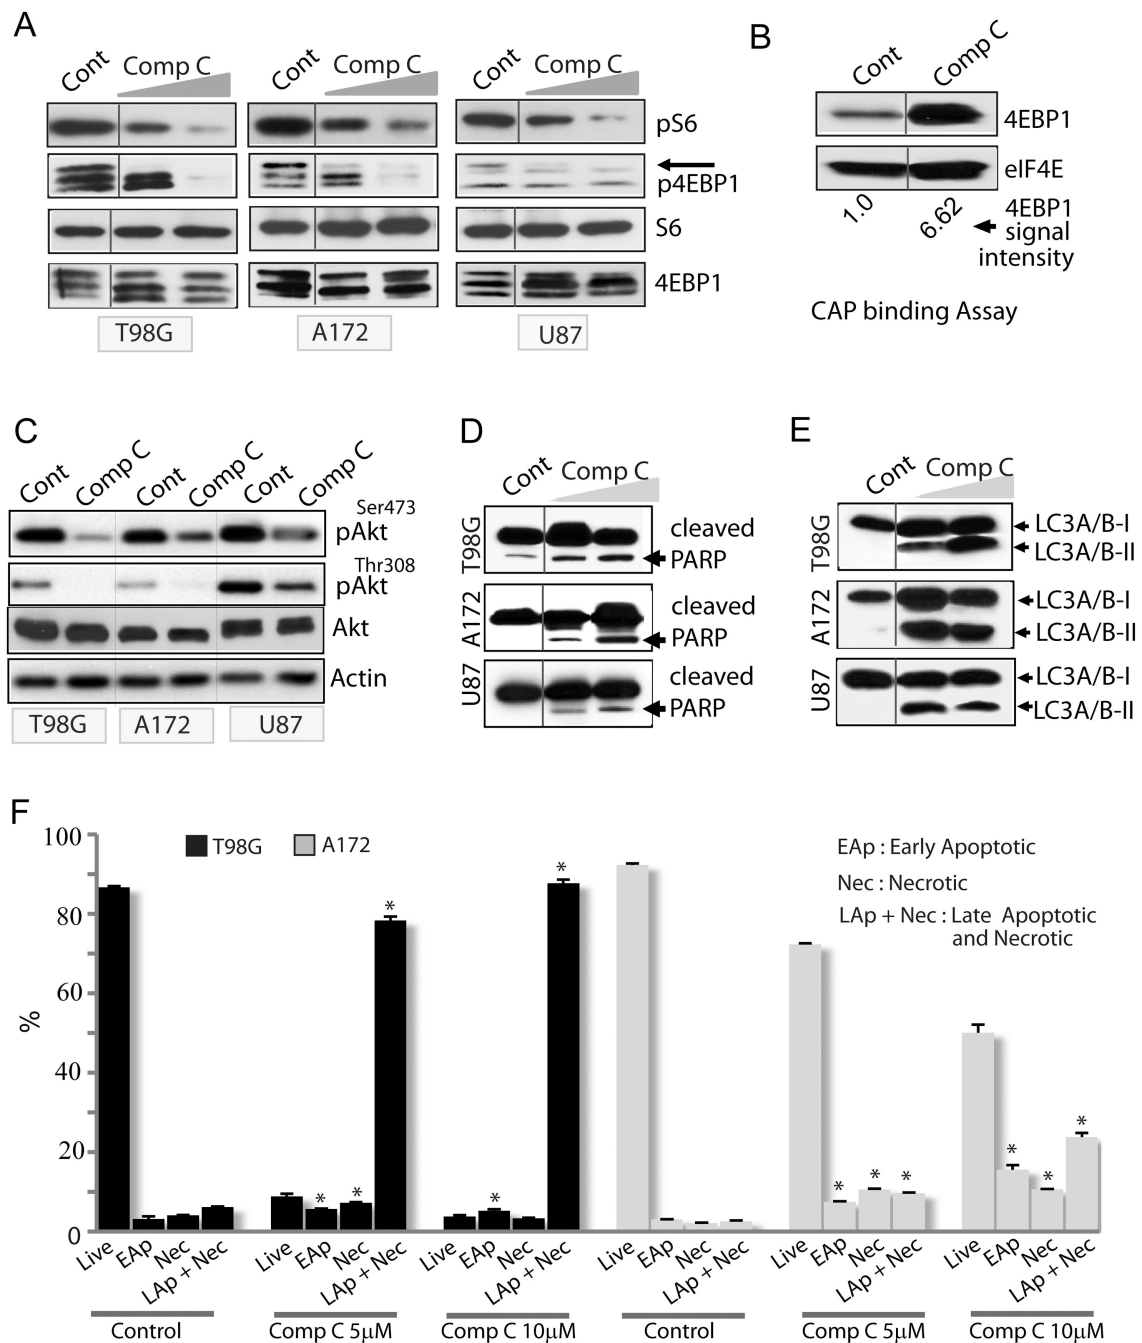 A
Cont
Comp C
Cont
Comp C
Cont
Comp C
pS6
p4EBP1
S6
4EBP1
T98G
A172
U87
B
Cont
Comp C
4EBP1
eIF4E
1.0
6.62
4EBP1
signal
intensity
CAP binding Assay
C
Cont
Comp C
Cont
Comp C
Cont
Comp C
Ser473
pAkt
Thr308
pAkt
Akt
Actin
T98G
A172
U87
D
Cont
Comp C
T98G
cleaved
PARP
A172
cleaved
PARP
U87
cleaved
PARP
E
Cont
Comp C
T98G
LC3A/B-I
LC3A/B-II
A172
LC3A/B-I
LC3A/B-II
U87
LC3A/B-I
LC3A/B-II
F
%
100
80
60
40
20
0
T98G
A172
EAp : Early Apoptotic
Nec : Necrotic
LAp + Nec : Late Apoptotic
and Necrotic
* * * * * * * * * *
Live EAp Nec LAp + Nec
Live EAp Nec LAp + Nec
Live EAp Nec LAp + Nec
Live EAp Nec LAp + Nec
Live EAp Nec LAp + Nec
Live EAp Nec LAp + Nec
Control
Comp C 5µM
Comp C 10µM
Control
Comp C 5µM
Comp C 10µM